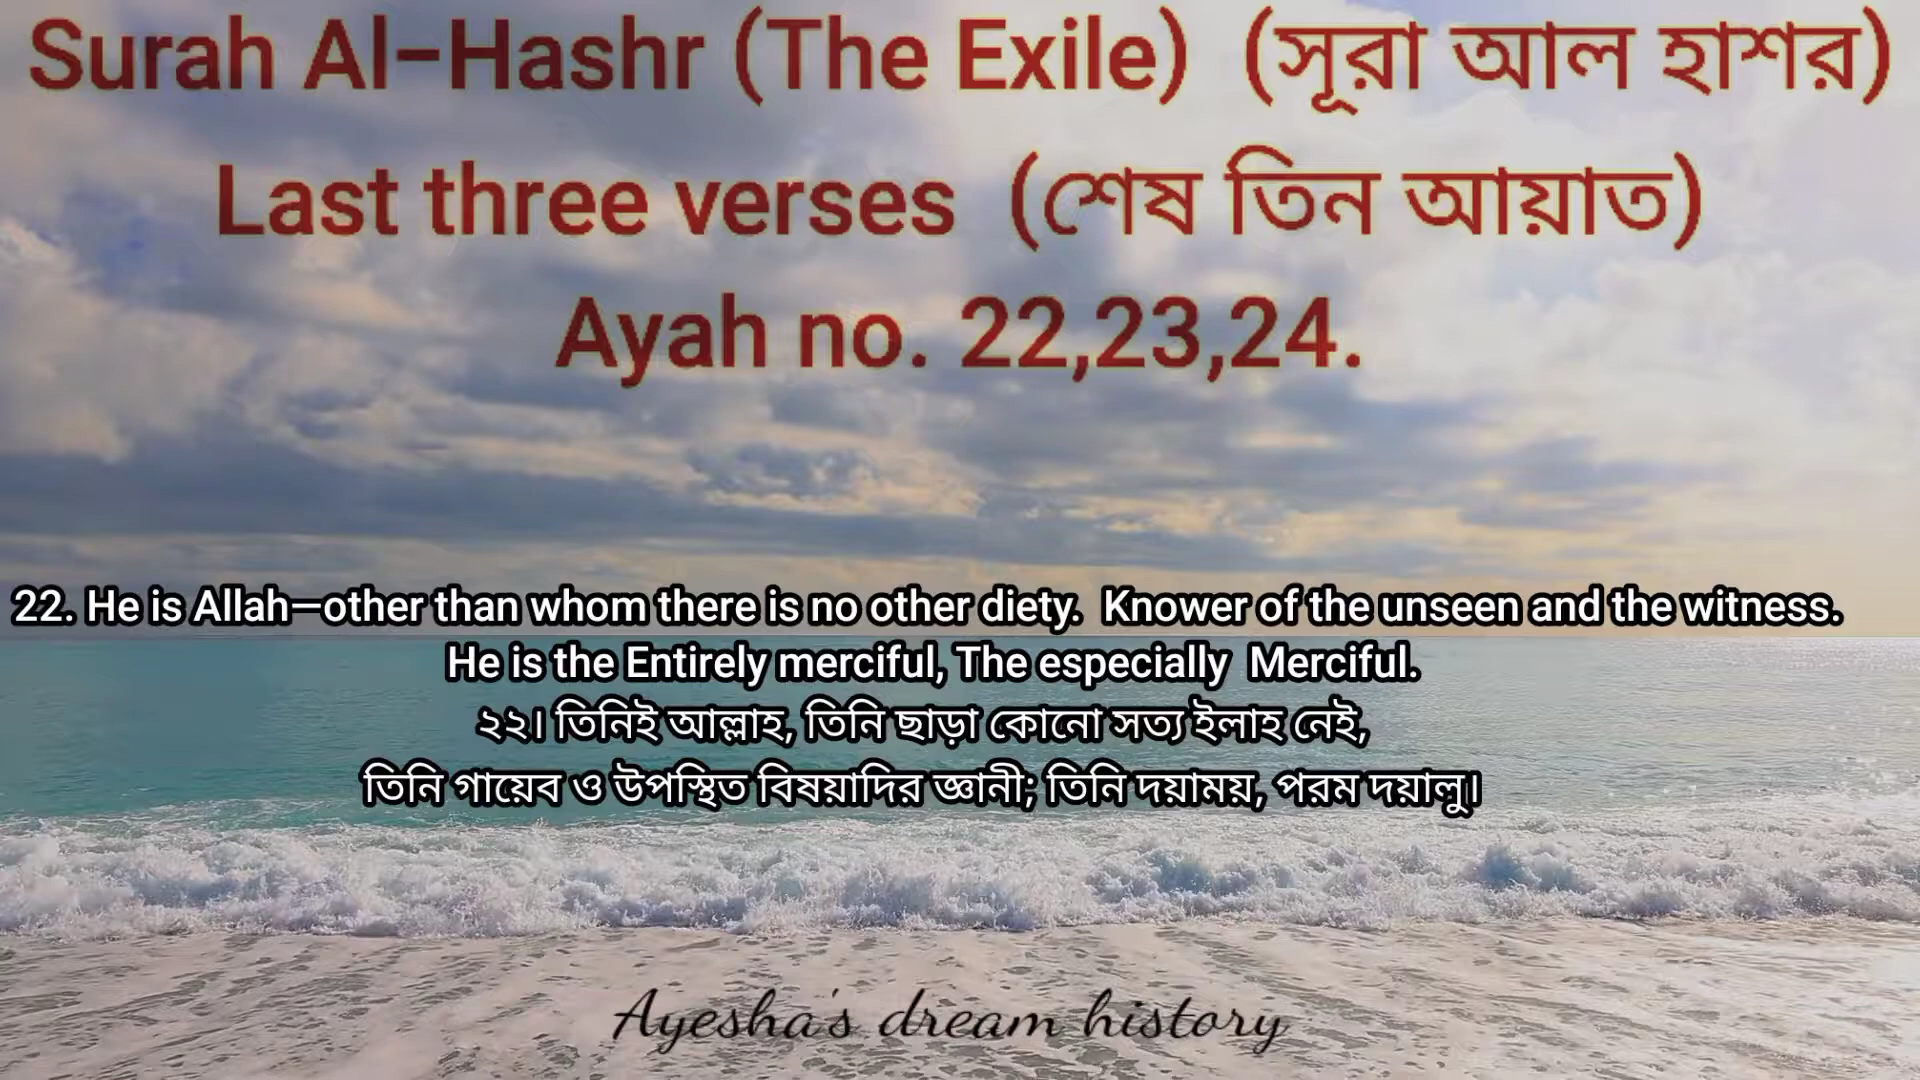 Surah Al-Hashr (The Exile) (সূরা আল হাশর)
Last three verses (শেষ তিন আয়াত)
Ayah no. 22,23,24.
22. He is Allah—other than whom there is no other diety. Knower of the unseen and the witness.
He is the Entirely merciful, The especially Merciful.
২২। তিনিই আল্লাহ, তিনি ছাড়া কোনো সত্য ইলাহ নেই,
তিনি গায়েব ও উপস্থিত বিষয়াদির জ্ঞানী; তিনি দয়াময়, পরম দয়ালু।
Ayesha's dream history